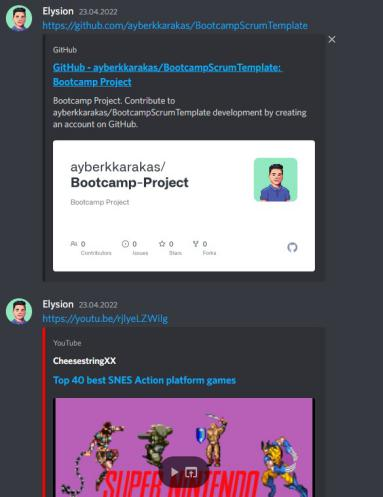 Elysion 23.04.2022
https://github.com/ayberkkarakas/BootcampScrumTemplate
GitHub
GitHub - ayberkkarakas/BootcampScrumTemplate:
Bootcamp Project
Bootcamp Project. Contribute to
ayberkkarakas/BootcampScrumTemplate development by creating
an account on GitHub.
ayberkkarakas/
Bootcamp-Project
Bootcamp Project
0 0 0 0
Contributors Issues Stars Forks
Elysion 23.04.2022
https://youtu.be/rjlyeLZWilg
YouTube
CheesestringXX
Top 40 best SNES Action platform games
SUPER NINTENDO